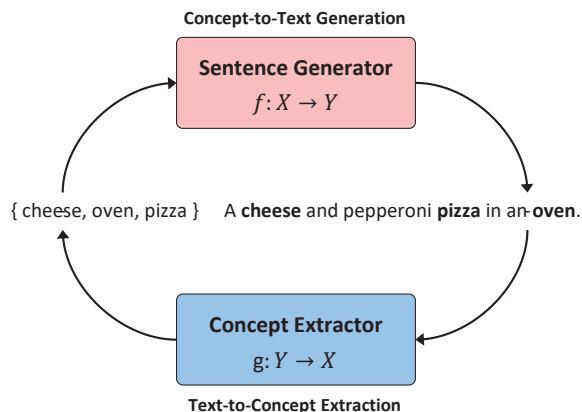 Concept-to-Text Generation
Sentence Generator
f: X → Y
{ cheese, oven, pizza }
A cheese and pepperoni pizza in an oven.
Concept Extractor
g: Y → X
Text-to-Concept Extraction